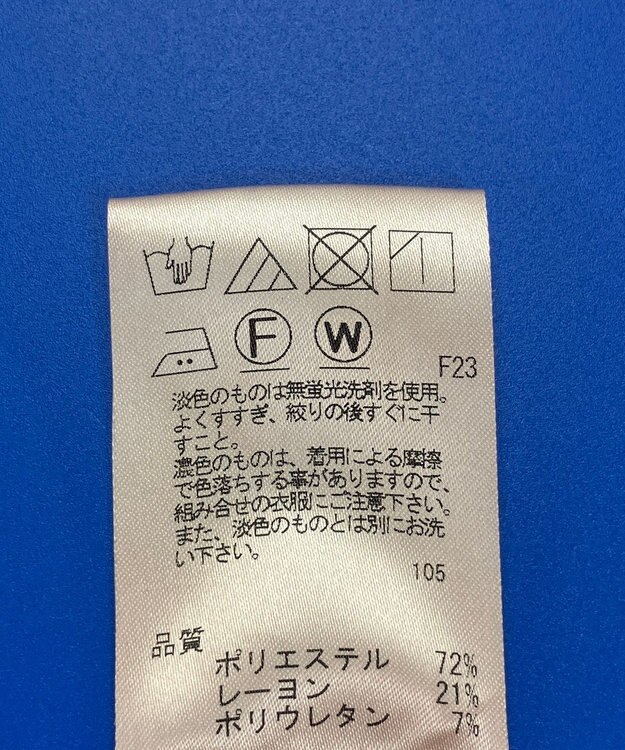 F W
F23
淡色のものは無蛍光洗剤を使用。
よくすすぎ、絞りの後すぐに干
すこと。
濃色のものは、着用による摩擦
で色落ちする事がありますので、
組み合せの衣服にご注意下さい。
また、淡色のものとは別にお洗
い下さい。
105
品質
ポリエステル 72%
レーヨン 21%
ポリウレタン 7%